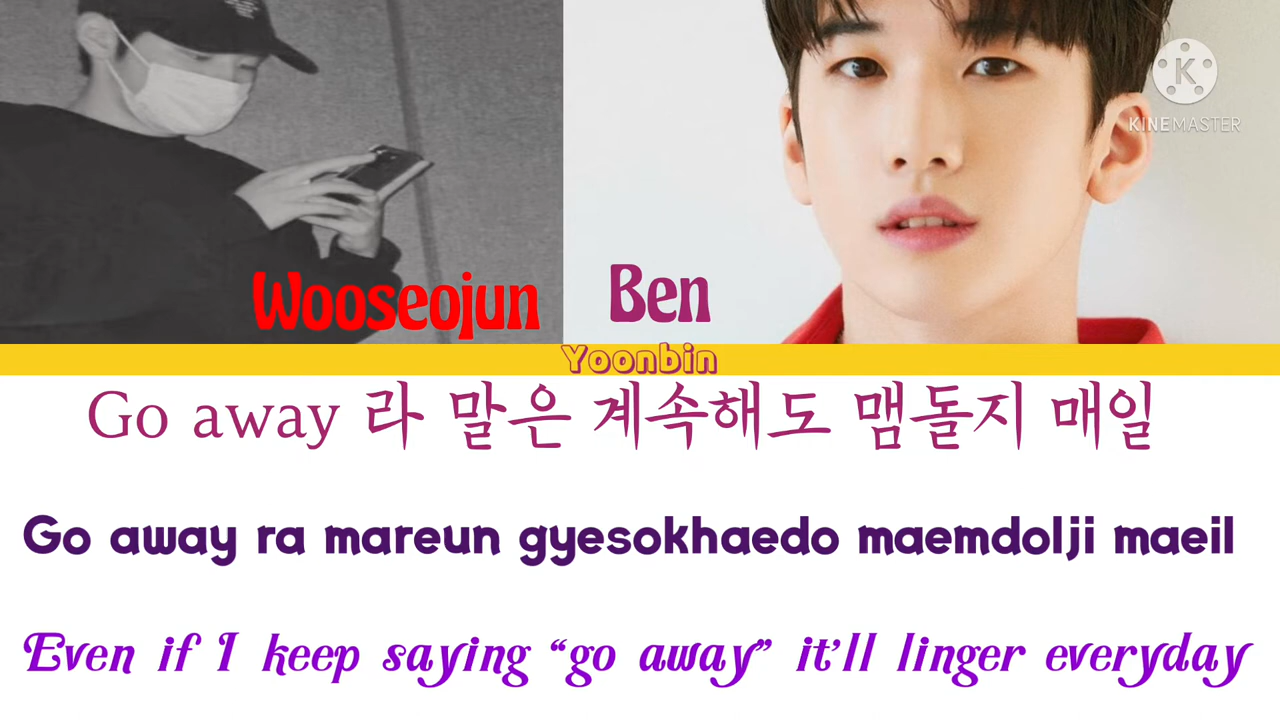 KINEMASTER
Wooseojun
Ben
Yoonbin
Go away 라 말은 계속해도 맴돌지 매일
Go away ra mareun gyesokhaedo maemdolji maeil
Even if I keep saying “go away” it’ll linger everyday